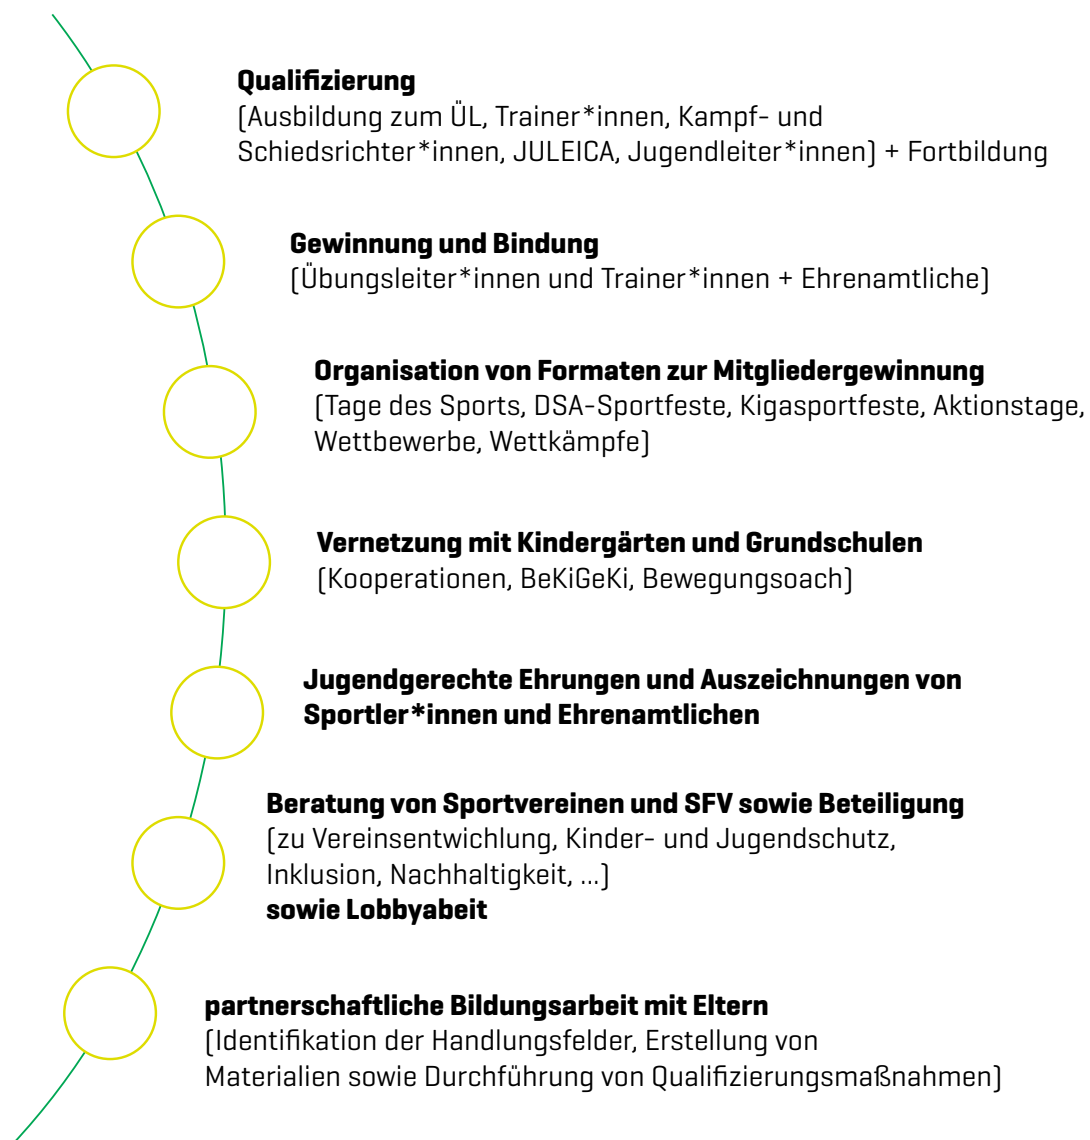 Qualifizierung
(Ausbildung zum ÜL, Trainer*innen, Kampf- und
Schiedsrichter*innen, JULEICA, Jugendleiter*innen) + Fortbildung
Gewinnung und Bindung
(Übungsleiter*innen und Trainer*innen + Ehrenamtliche)
Organisation von Formaten zur Mitgliedergewinnung
(Tage des Sports, DSA-Sportfeste, Kigasportfeste, Aktionstage,
Wettbewerbe, Wettkämpfe)
Vernetzung mit Kindergärten und Grundschulen
(Kooperationen, BeKiGeKi, Bewegungsoach)
Jugendgerechte Ehrungen und Auszeichnungen von
Sportler*innen und Ehrenamtlichen
Beratung von Sportvereinen und SFV sowie Beteiligung
(zu Vereinsentwichlung, Kinder- und Jugendschutz,
Inklusion, Nachhaltigkeit, ...)
sowie Lobbyabeit
partnerschaftliche Bildungsarbeit mit Eltern
(Identifikation der Handlungsfelder, Erstellung von
Materialien sowie Durchführung von Qualifizierungsmaßnahmen)